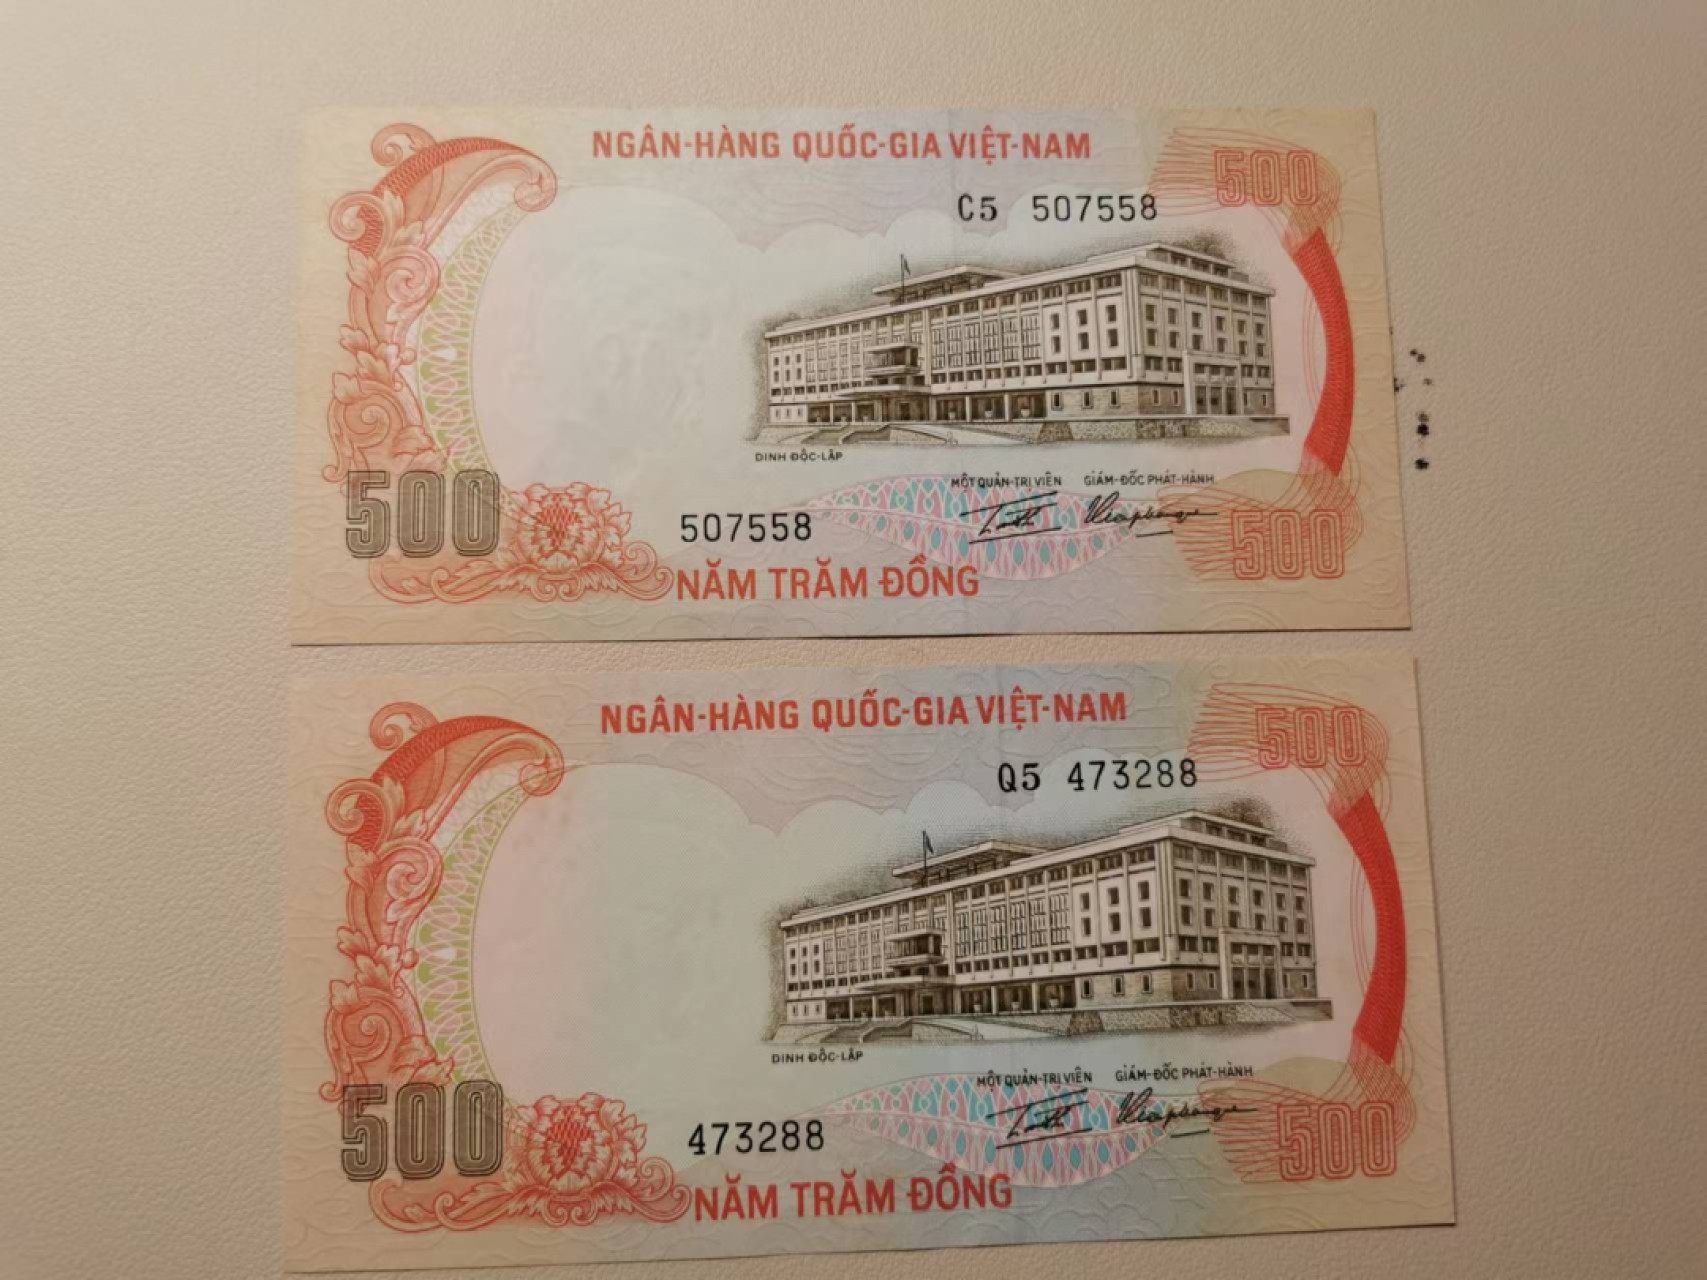 NGÂN-HÀNG QUỐC-GIA VIỆT-NAM
500
C5 507558
DINH ĐỘC-LẬP
MỘT QUẢN-TRỊ VIÊN GIÁM-ĐỐC PHÁT-HÀNH
500
507558
500
NĂM TRĂM ĐỒNG
NGÂN-HÀNG QUỐC-GIA VIỆT-NAM
500
Q5 473288
DINH ĐỘC-LẬP
MỘT QUẢN-TRỊ VIÊN GIÁM-ĐỐC PHÁT-HÀNH
500
473288
500
NĂM TRĂM ĐỒNG